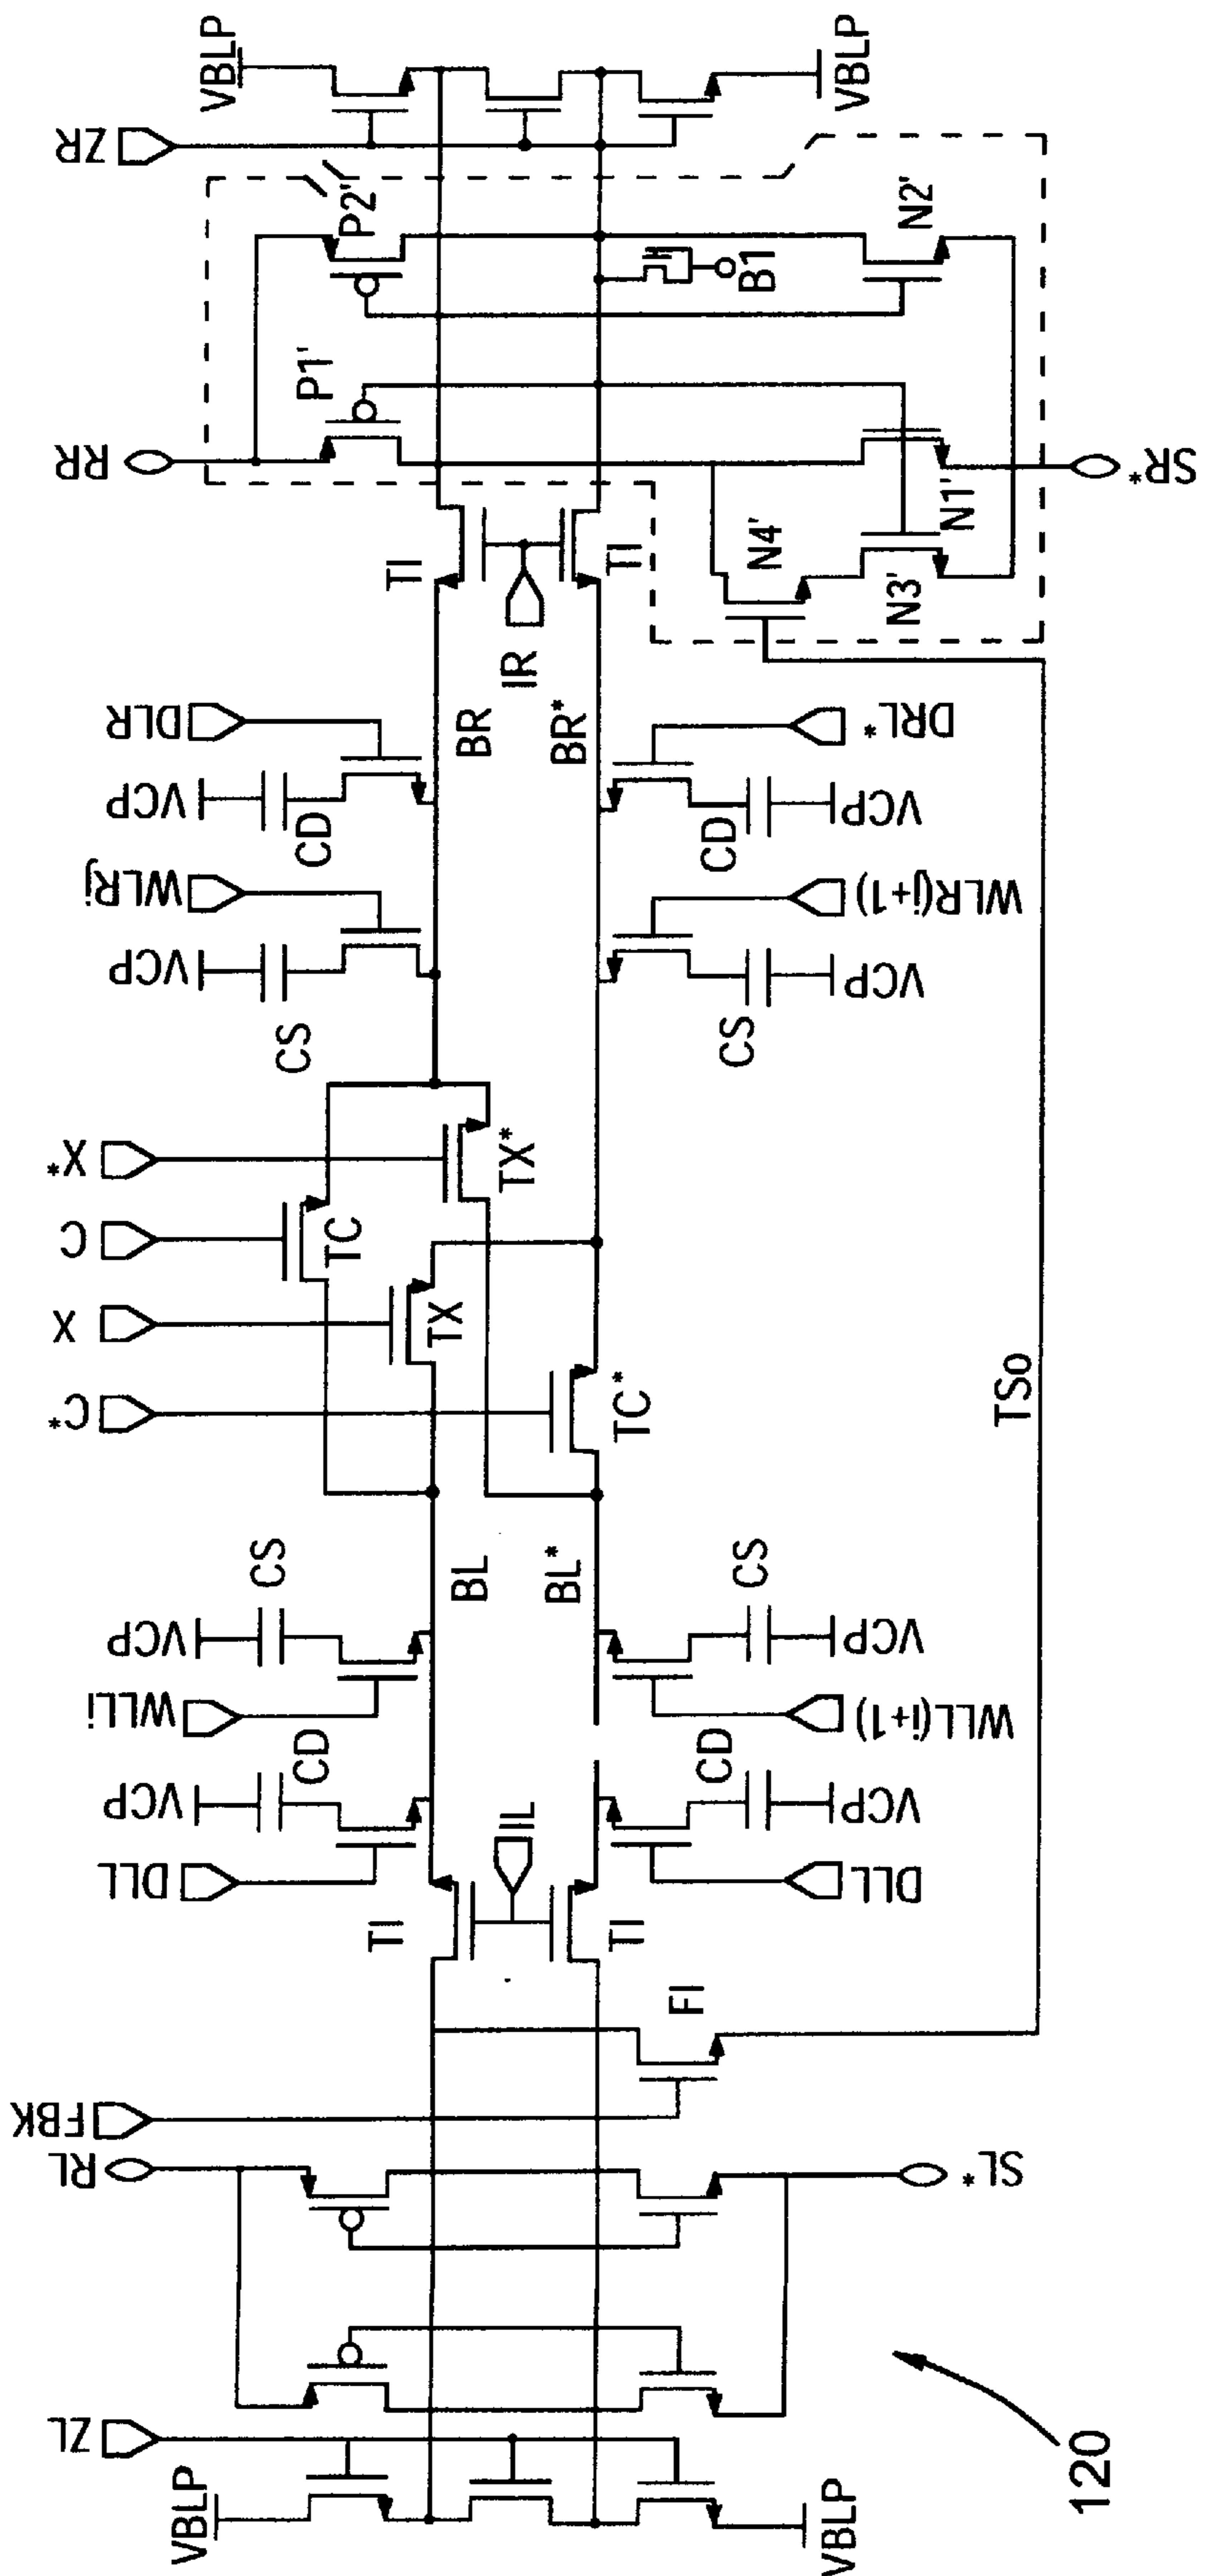 VBLP
VBLP
ZR
P2'
N2'
B1
P1'
RR
SR*
N1'
N4'
N3'
TI
TI
IR
DLR
BR
BR*
DRL*
VCP
CD
CD
VCP
WLRj
WLR(j+1)
VCP
VCP
CS
CS
X*
TX*
C
TC
X
TX
C*
TC*
TSo
BL
BL*
CS
CS
VCP
VCP
WLLi
WLL(i+1)
CD
CD
VCP
VCP
IL
DLL
DLL
TI
TI
FI
FBK
RL
SL*
ZL
VBLP
VBLP
120